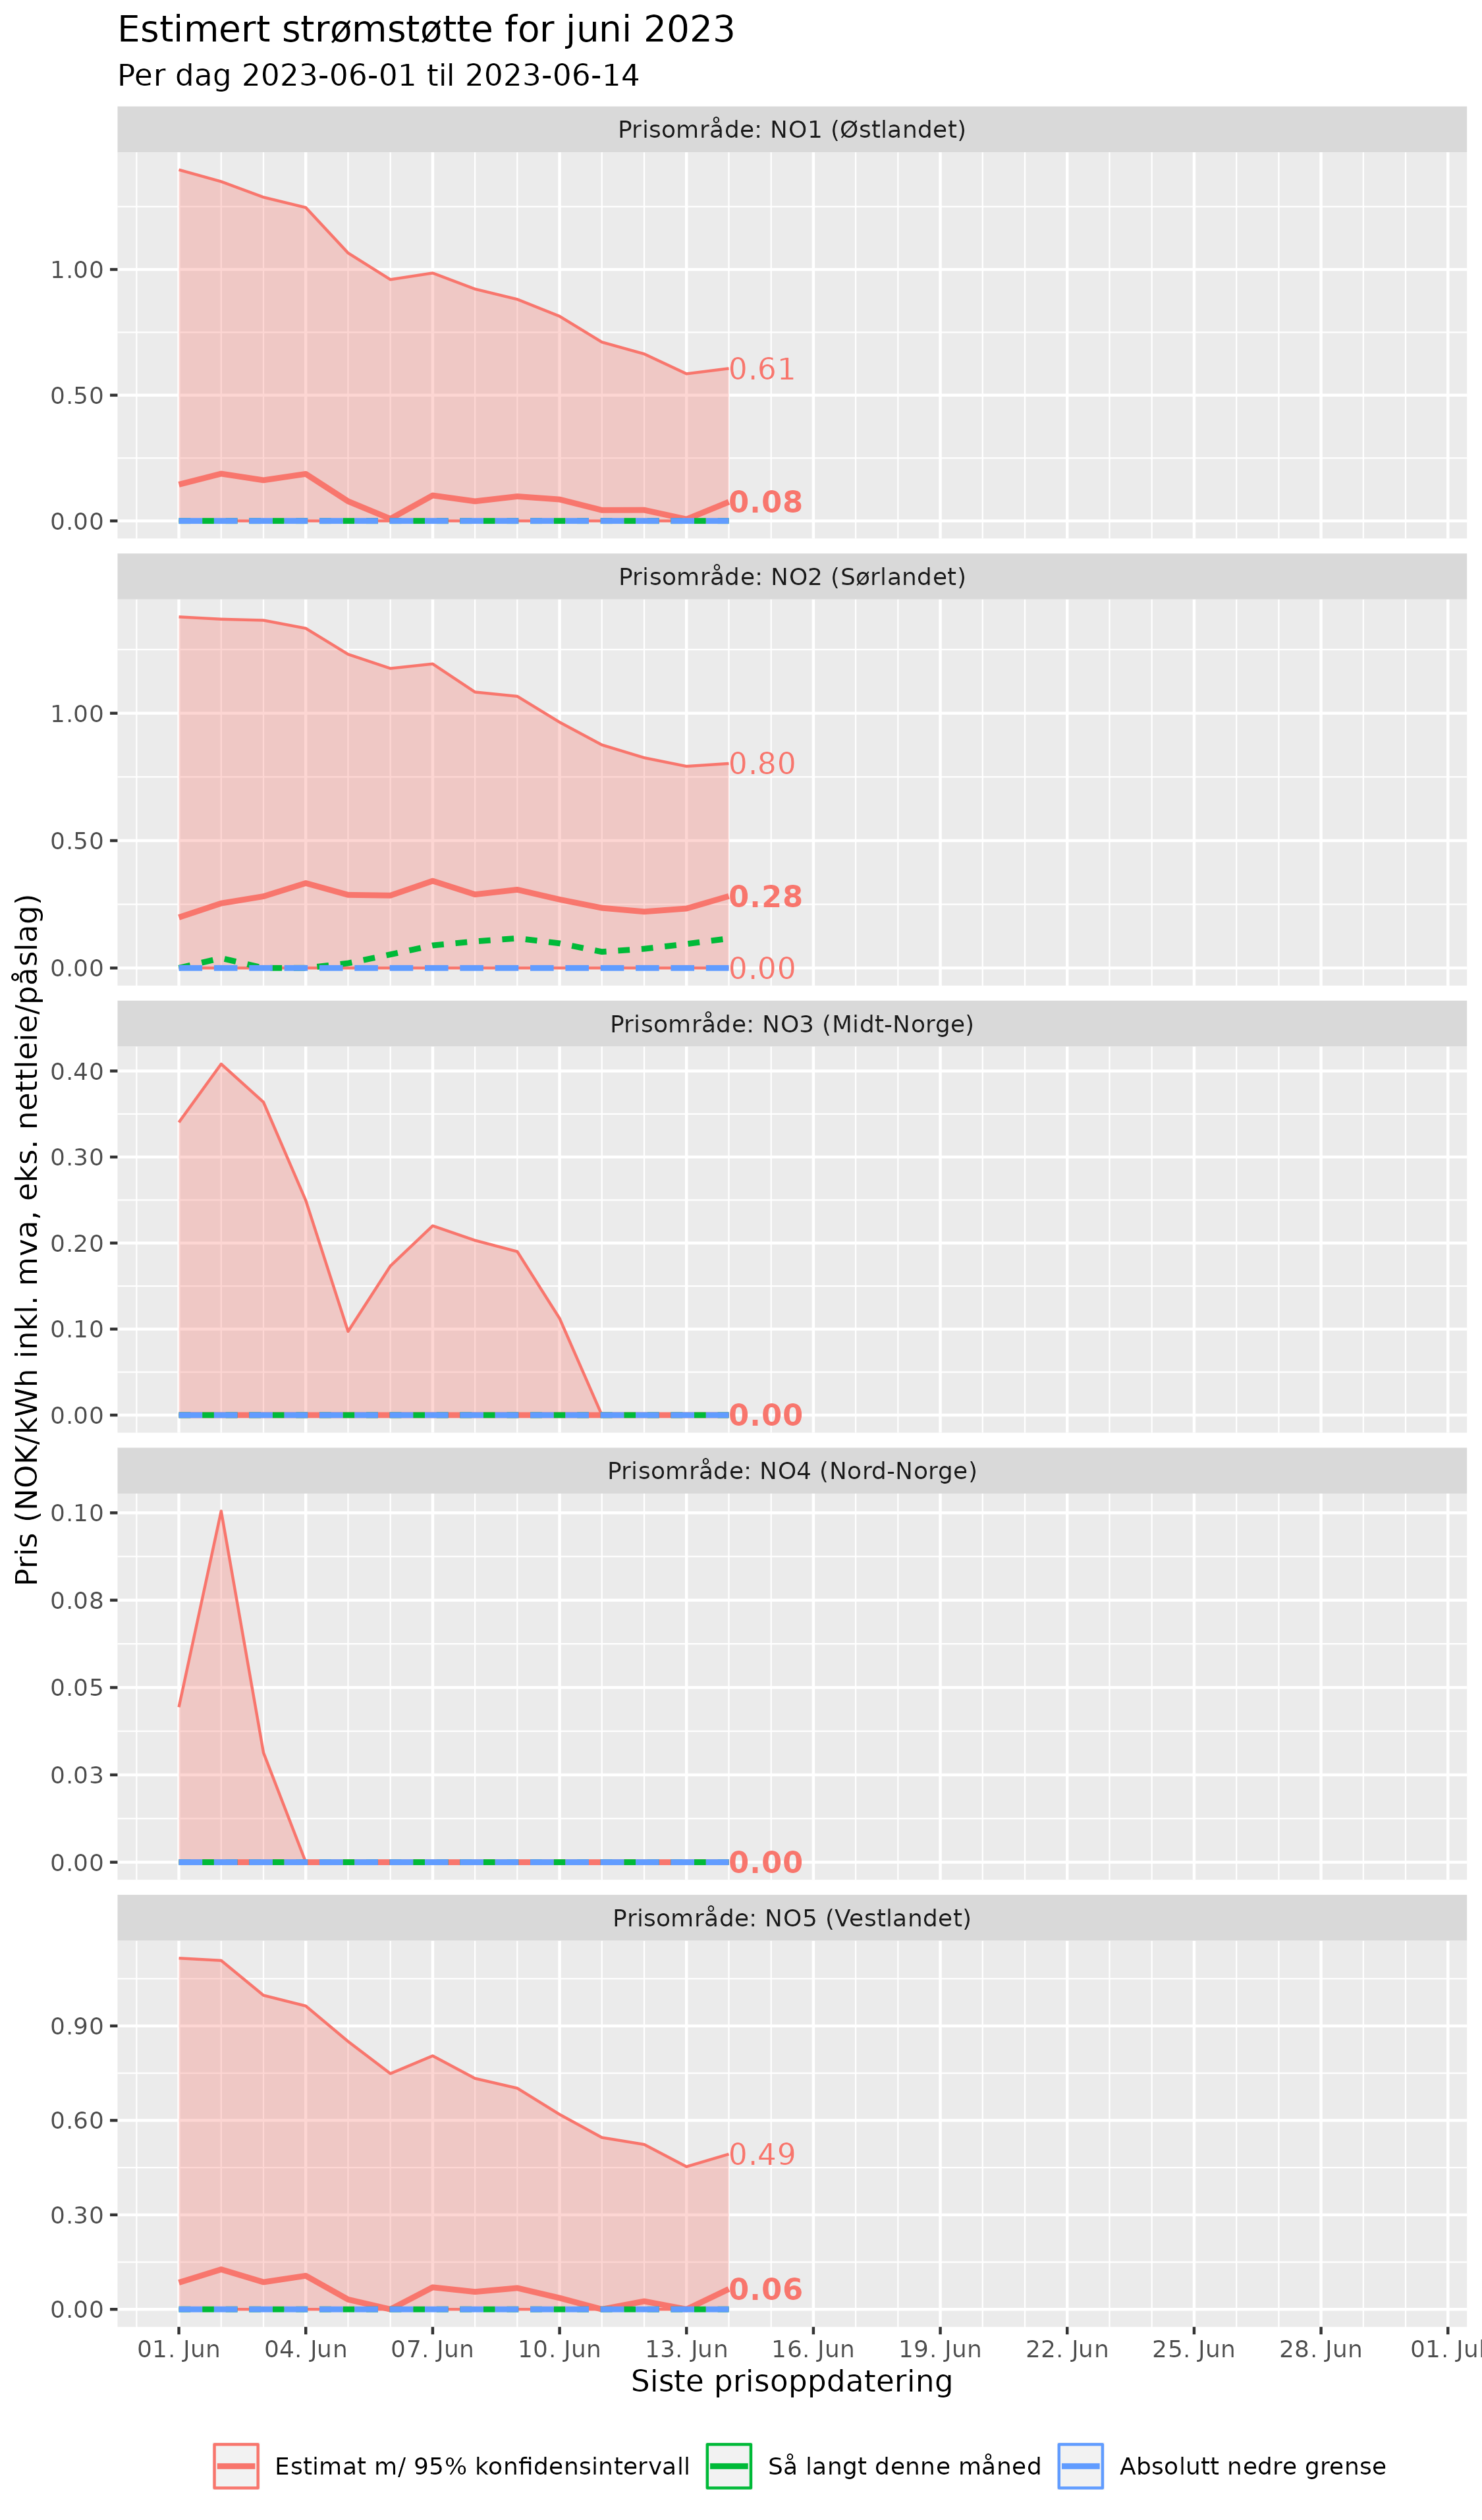 Estimert strømstøtte for juni 2023
Per dag 2023-06-01 til 2023-06-14
Pris (NOK/kWh inkl. mva, eks. nettleie/påslag)
Prisområde: NO1 (Østlandet)
1.00
0.50
0.00
0.61
0.08
Prisområde: NO2 (Sørlandet)
1.00
0.50
0.00
0.80
0.28
0.00
Prisområde: NO3 (Midt-Norge)
0.40
0.30
0.20
0.10
0.00
0.00
Prisområde: NO4 (Nord-Norge)
0.10
0.08
0.05
0.03
0.00
0.00
Prisområde: NO5 (Vestlandet)
0.90
0.60
0.30
0.00
0.49
0.06
01. Jun 04. Jun 07. Jun 10. Jun 13. Jun 16. Jun 19. Jun 22. Jun 25. Jun 28. Jun 01. Jul
Siste prisoppdatering
Estimat m/ 95% konfidensintervall Så langt denne måned Absolutt nedre grense